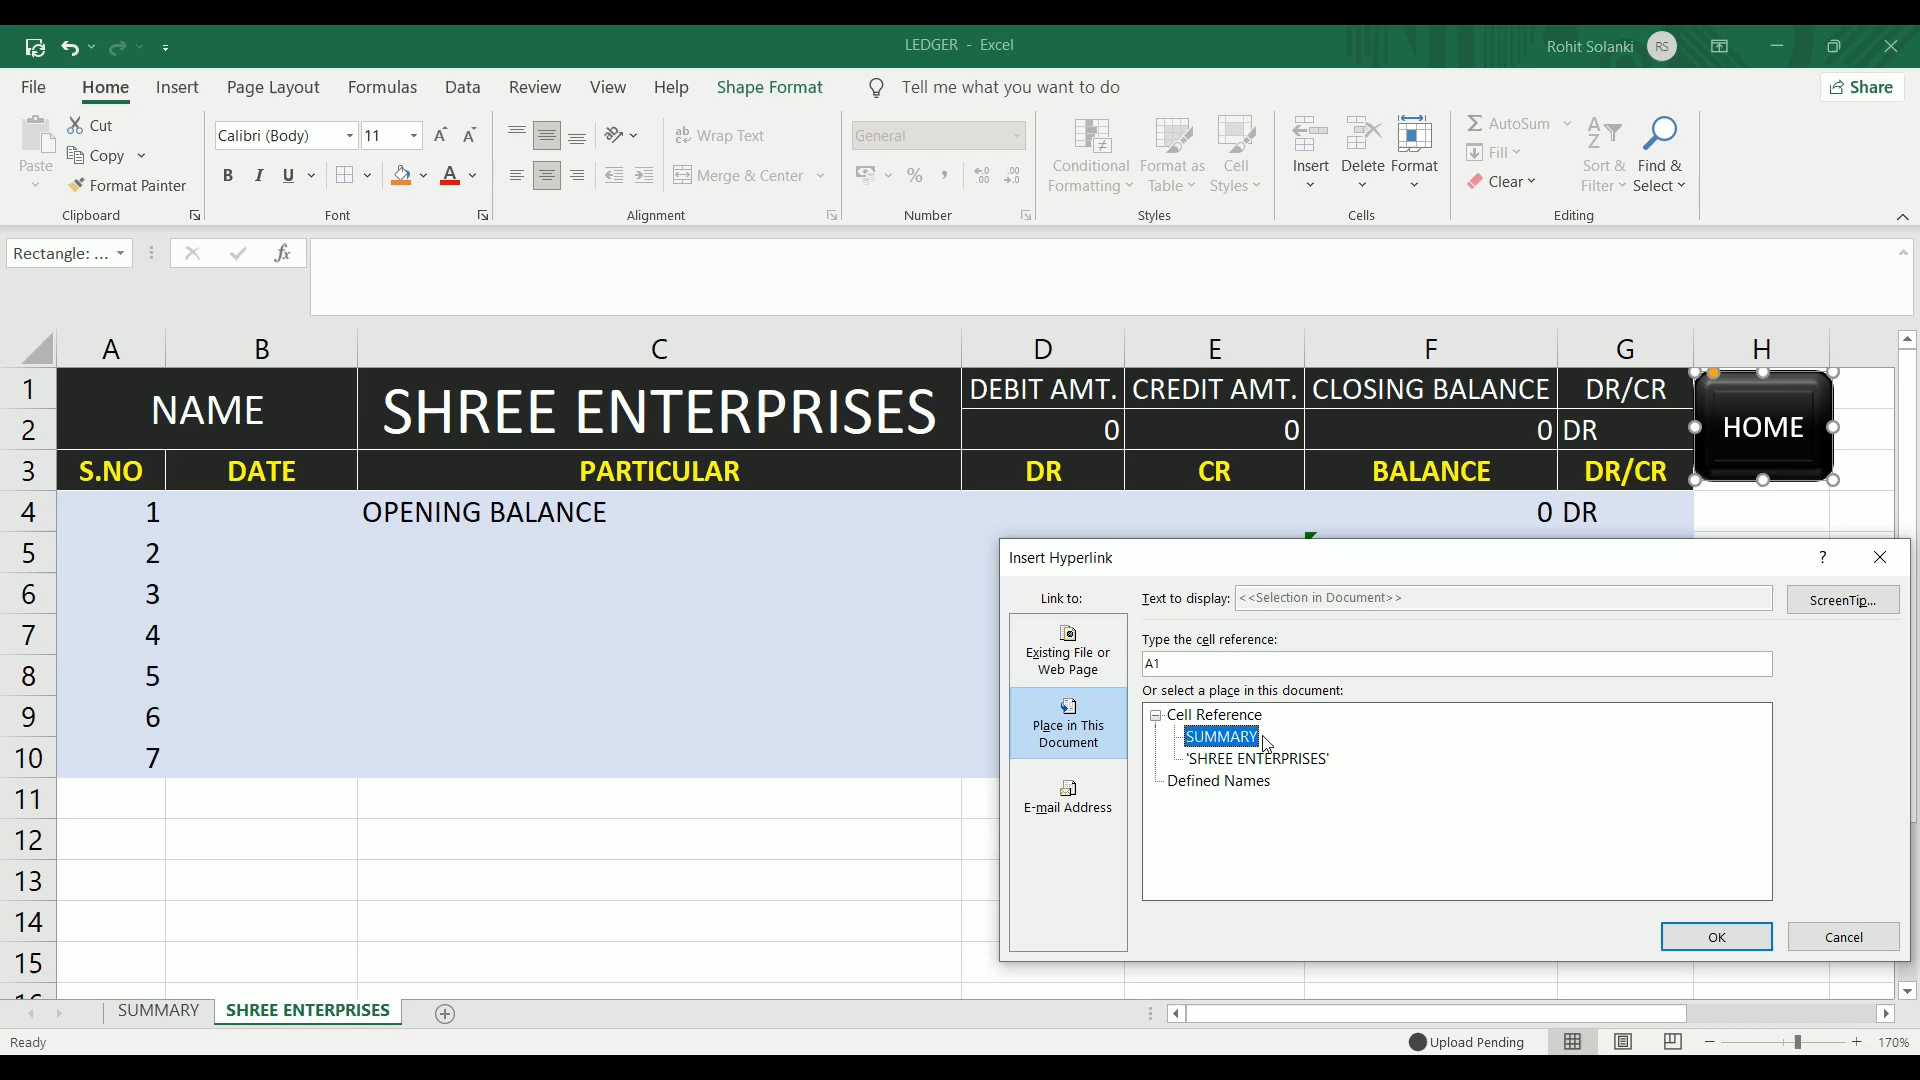 LEDGER - Excel
Rohit Solanki RS
File Home Insert Page Layout Formulas Data Review View Help Shape Format Tell me what you want to do Share
Paste
Cut
Copy
Format Painter
Clipboard
Calibri (Body) 11
B I U A
Font
Wrap Text
Merge & Center
Alignment
General
Number
Conditional Formatting
Format as Table
Cell Styles
Styles
Insert Delete Format
Cells
AutoSum
Fill
Clear
Sort & Filter
Find & Select
Editing
Rectangle: ...
fx
A B C D E F G H
1 NAME SHREE ENTERPRISES DEBIT AMT. CREDIT AMT. CLOSING BALANCE DR/CR HOME
2 0 0 0 DR
3 S.NO DATE PARTICULAR DR CR BALANCE DR/CR
4 1 OPENING BALANCE 0 DR
5 2
6 3
7 4
8 5
9 6
10 7
11
12
13
14
15
16
Insert Hyperlink ?
Link to:
Text to display: <<Selection in Document>> ScreenTip...
Existing File or Web Page
Place in This Document
E-mail Address
Type the cell reference:
A1
Or select a place in this document:
Cell Reference
SUMMARY
'SHREE ENTERPRISES'
Defined Names
OK Cancel
SUMMARY SHREE ENTERPRISES
Ready Upload Pending 170%